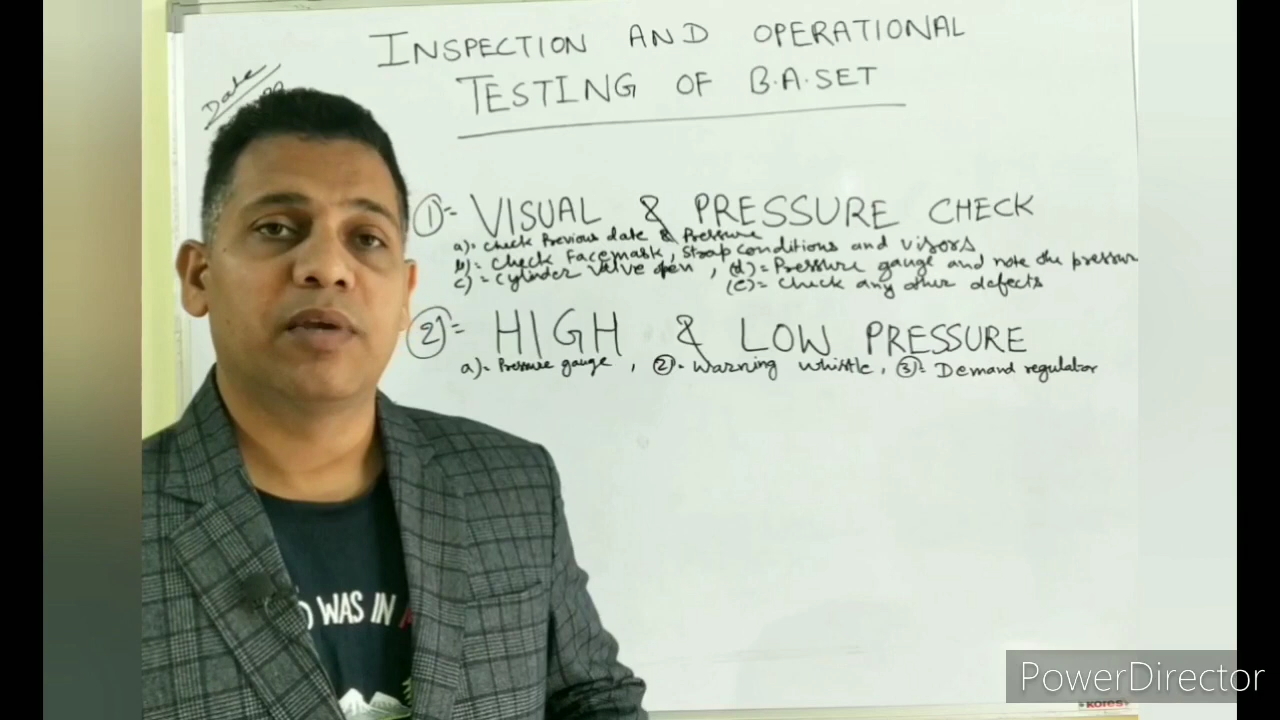 INSPECTION AND OPERATIONAL
TESTING OF B.A.SET
Date
①= VISUAL & PRESSURE CHECK
a)= Check Previous date & Pressure
b)= Check Facemask, Strap conditions and visors
c)= Cylinder valve open, (d)= Pressure gauge and note the pressur
(e)= Check any other defects
②= HIGH & LOW PRESSURE
a)= Pressure gauge, ②= Warning whistle, ③= Demand regulator
WAS IN
PowerDirector
Kores